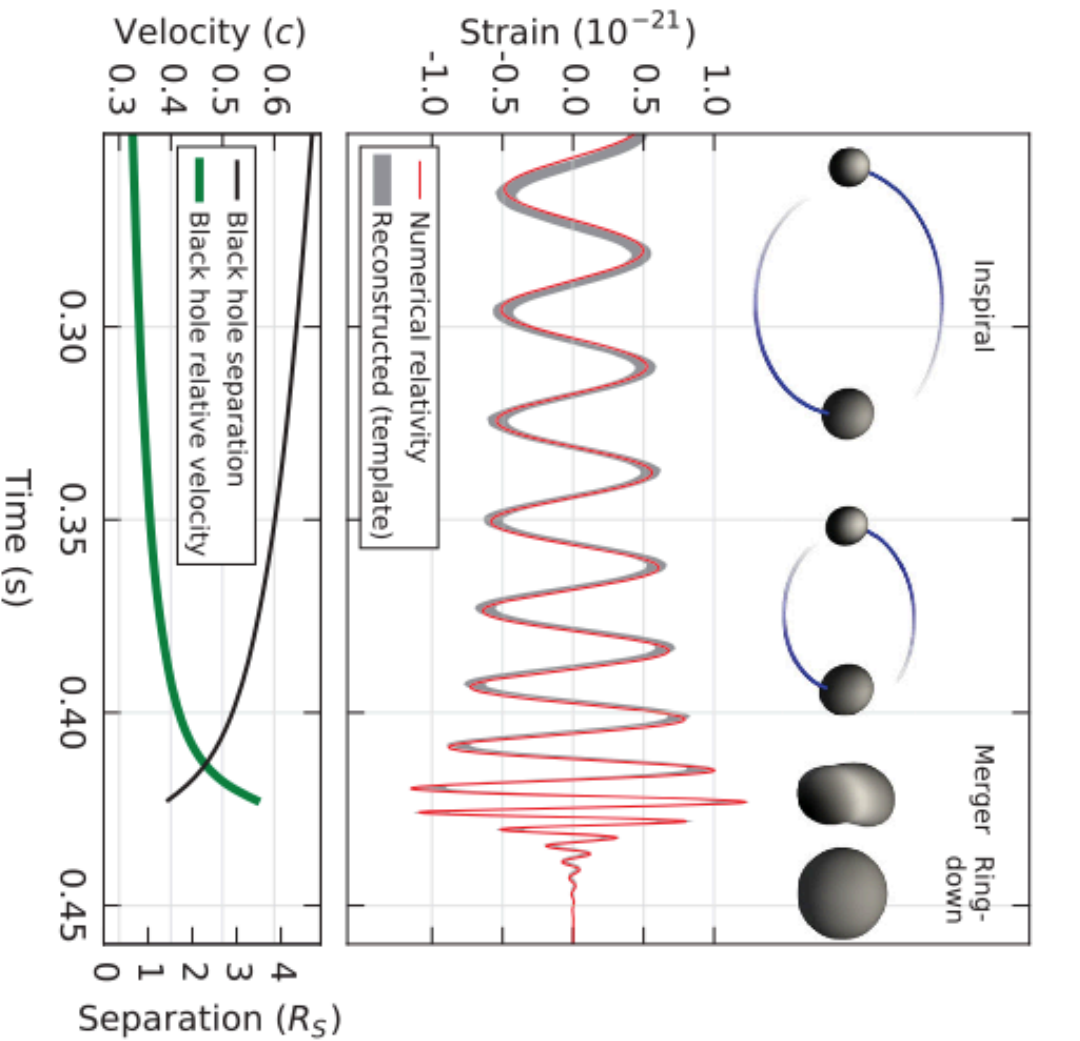 Inspiral
Merger
Ring-
down
Strain (10⁻²¹)
1.0
0.5
0.0
-0.5
-1.0
Numerical relativity
Reconstructed (template)
Velocity (c)
0.6
0.5
0.4
0.3
Black hole separation
Black hole relative velocity
4
3
2
1
0
Separation (R_S)
0.30
0.35
0.40
0.45
Time (s)